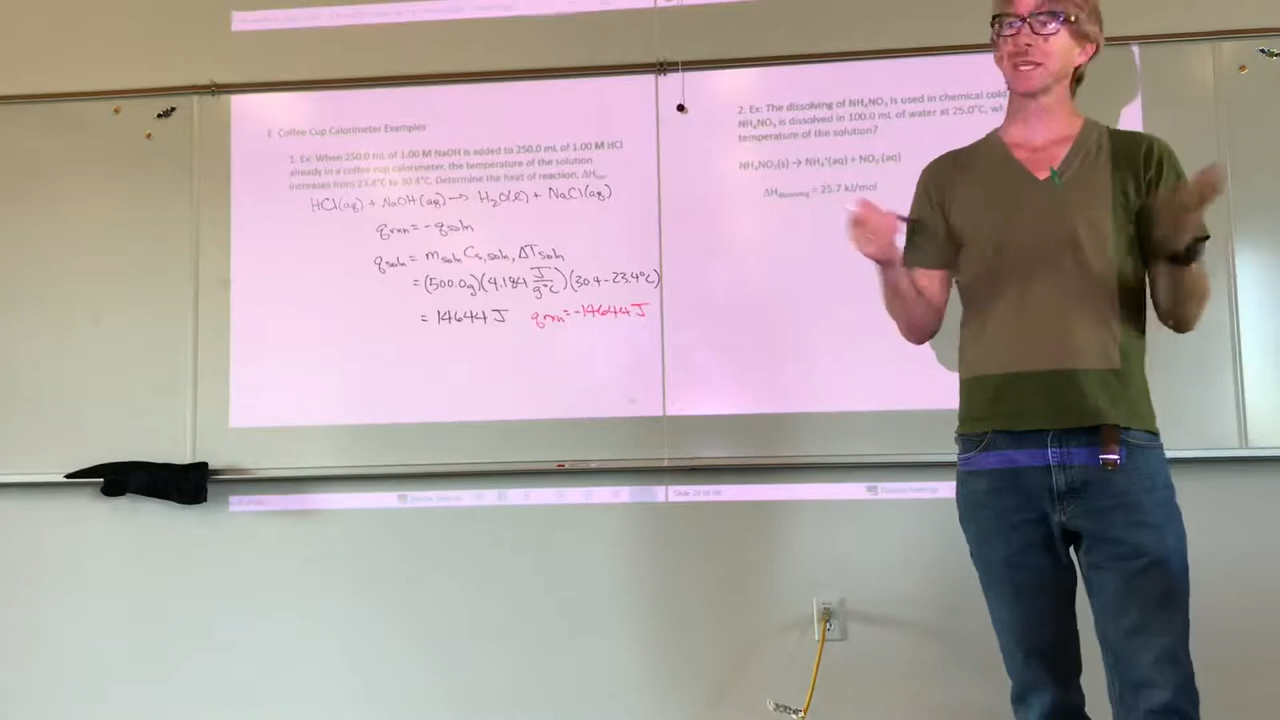 E Coffee Cup Calorimeter Examples
1. Ex: When 250.0 mL of 1.00 M NaOH is added to 250.0 mL of 1.00 M HCl
already in a coffee cup calorimeter, the temperature of the solution
increases from 23.4°C to 30.4°C. Determine the heat of reaction, ΔH
HCl(aq) + NaOH(aq) → H₂O(l) + NaCl(aq)
qrxn = -qsoln
qsoln = msoln Cs,soln, ΔTsoln
= (500.0g)(4.184 J/g°C)(30.4-23.4°C)
= 14644 J qrxn = -14644 J
2. Ex: The dissolving of NH₄NO₃ is used in chemical cold
NH₄NO₃ is dissolved in 100.0 mL of water at 25.0°C,
temperature of the solution?
NH₄NO₃(s) → NH₄⁺(aq) + NO₃⁻(aq)
ΔHdissolving = 25.7 kJ/mol